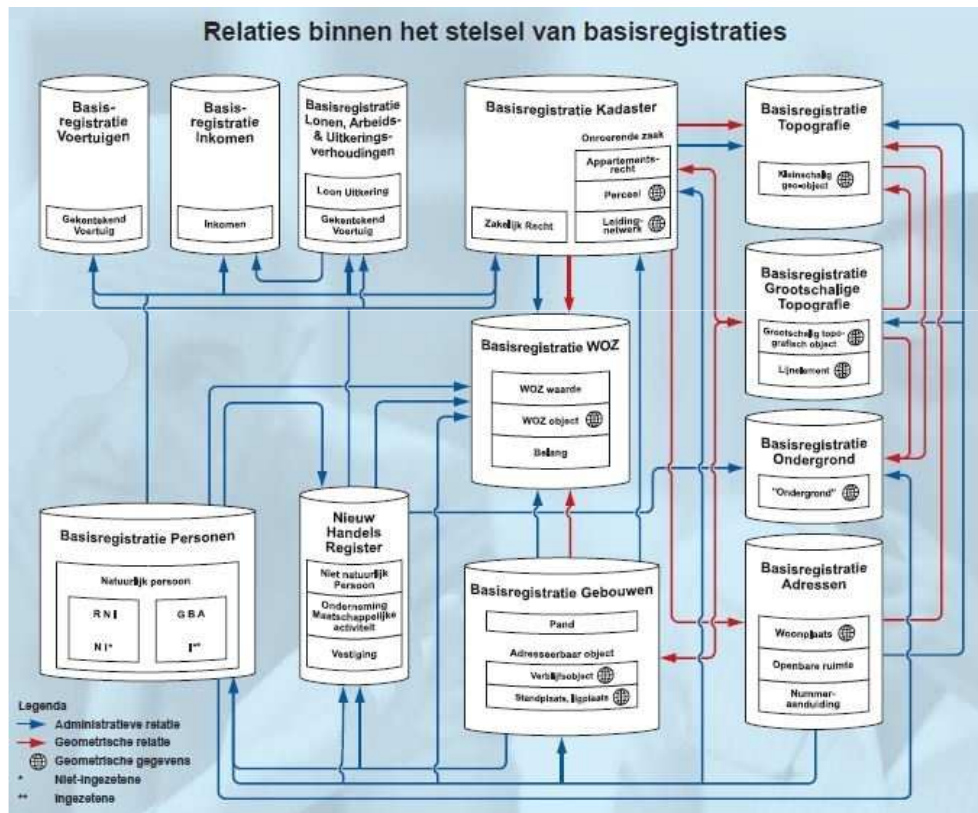 Relaties binnen het stelsel van basisregistraties
Basis-
registratie
Voertuigen
Gekentekend
Voertuig
Basis-
registratie
Inkomen
Inkomen
Basisregistratie
Lonen, Arbeids-
& Uitkerings-
verhoudingen
Loon Uitkering
Gekentekend
Voertuig
Basisregistratie Kadaster
Onroerende zaak
Appartements-
recht
Perceel
Leiding-
netwerk
Zakelijk Recht
Basisregistratie
Topografie
Kleinschalig
geo-object
Basisregistratie
Grootschalige
Topografie
Grootschalig topo-
grafisch object
Lijnelement
Basisregistratie WOZ
WOZ waarde
WOZ object
Belang
Basisregistratie
Ondergrond
"Ondergrond"
Basisregistratie Personen
Natuurlijk persoon
RNI
GBA
NI*
I**
Nieuw
Handels
Register
Niet natuurlijk
Persoon
Onderneming
Maatschappelijke
activiteit
Vestiging
Basisregistratie Gebouwen
Pand
Adresseerbaar object
Verblijfsobject
Standplaats, ligplaats
Basisregistratie
Adressen
Woonplaats
Openbare ruimte
Nummer-
aanduiding
Legenda
Administratieve relatie
Geometrische relatie
Geometrische gegevens
* Niet-ingezetene
** Ingezetene